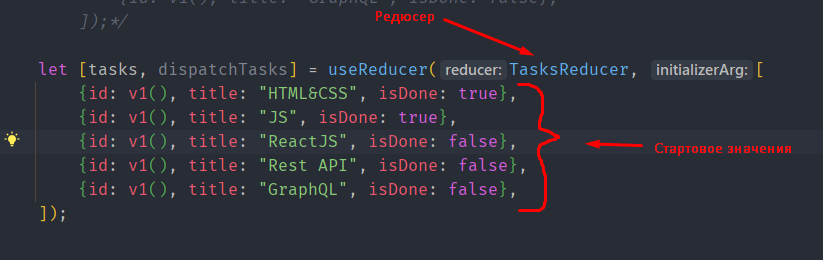 {id: v1(), title: "GraphQL", isDone: false},
]);*/
Редюсер
let [tasks, dispatchTasks] = useReducer( reducer: TasksReducer, initializerArg: [
{id: v1(), title: "HTML&CSS", isDone: true},
{id: v1(), title: "JS", isDone: true},
{id: v1(), title: "ReactJS", isDone: false},
{id: v1(), title: "Rest API", isDone: false},
{id: v1(), title: "GraphQL", isDone: false},
Стартовое значения
]);